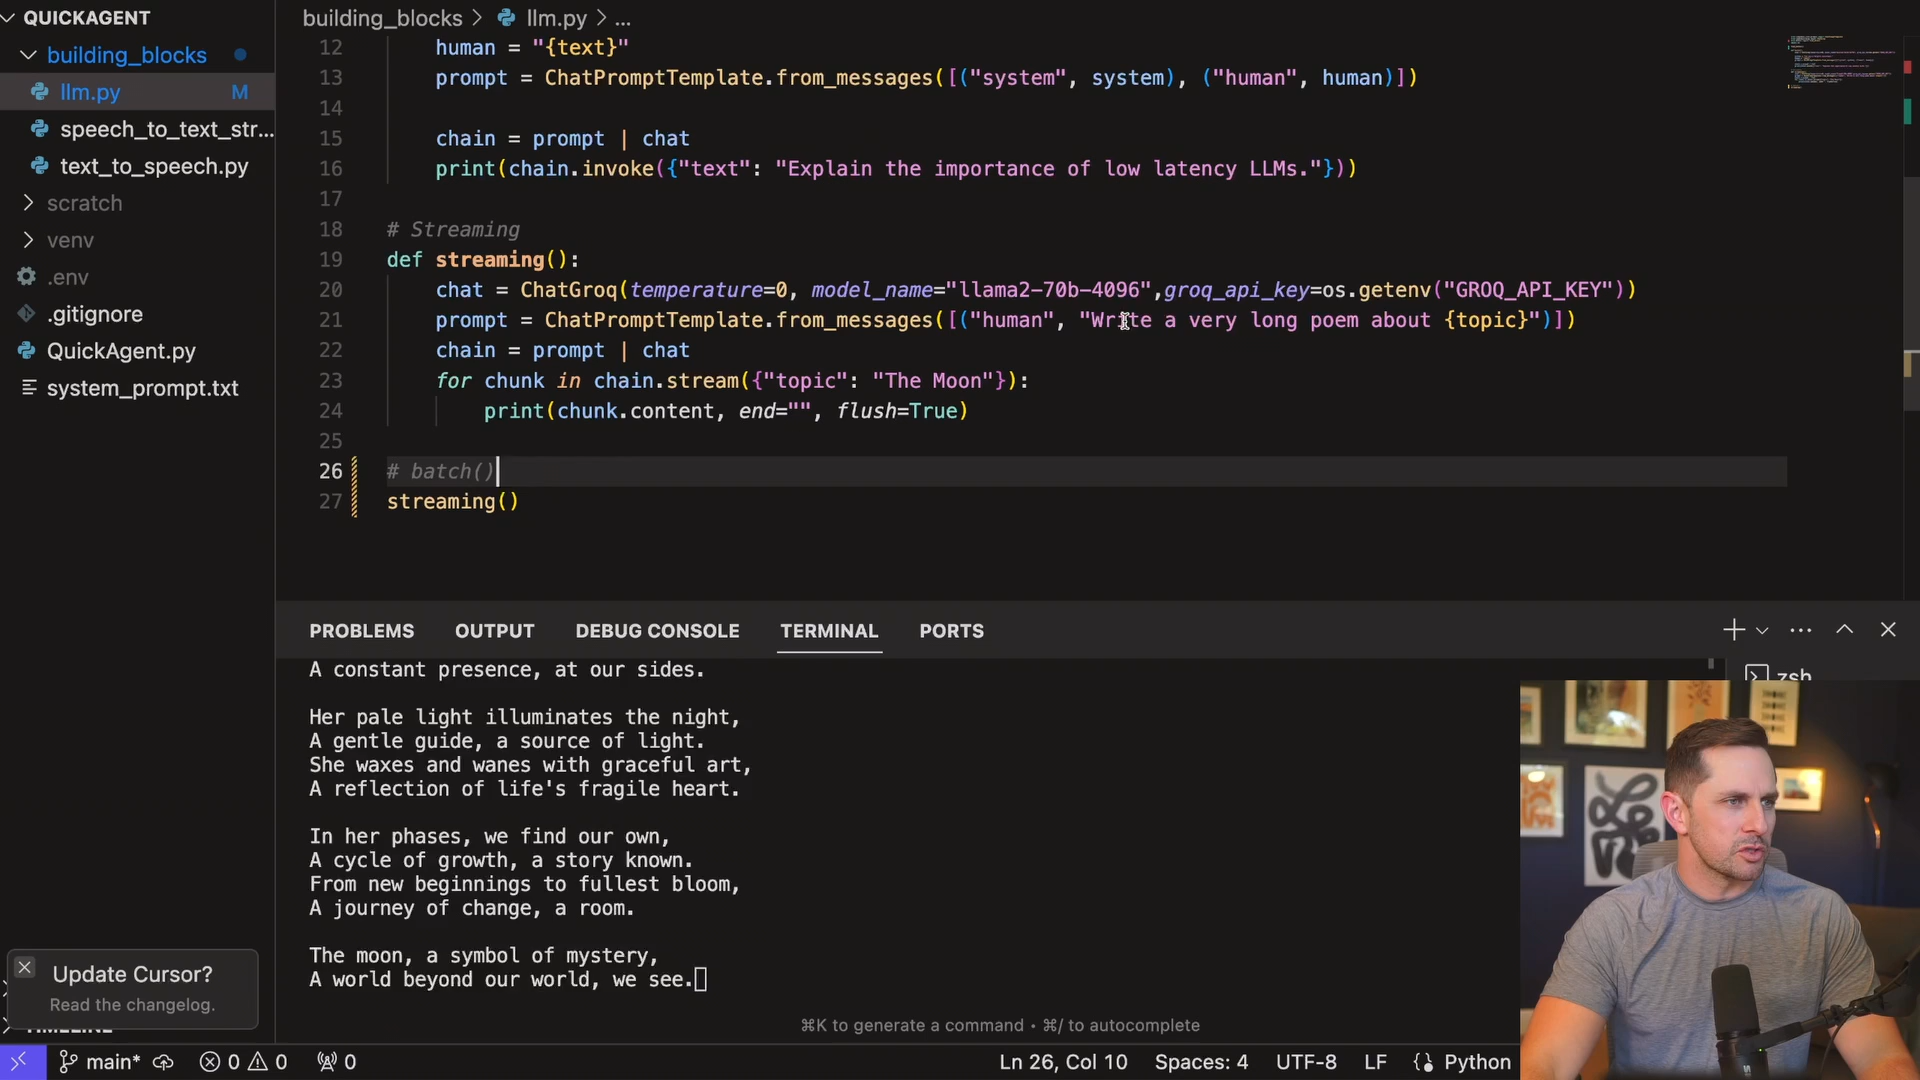 QUICKAGENT
building_blocks
llm.py M
speech_to_text_str...
text_to_speech.py
scratch
venv
.env
.gitignore
QuickAgent.py
system_prompt.txt
building_blocks > llm.py > ...
12 human = "{text}"
13 prompt = ChatPromptTemplate.from_messages([("system", system), ("human", human)])
14
15 chain = prompt | chat
16 print(chain.invoke({"text": "Explain the importance of low latency LLMs."}))
17
18 # Streaming
19 def streaming():
20 chat = ChatGroq(temperature=0, model_name="llama2-70b-4096",groq_api_key=os.getenv("GROQ_API_KEY"))
21 prompt = ChatPromptTemplate.from_messages([("human", "Write a very long poem about {topic}")])
22 chain = prompt | chat
23 for chunk in chain.stream({"topic": "The Moon"}):
24 print(chunk.content, end="", flush=True)
25
26 # batch()
27 streaming()
PROBLEMS OUTPUT DEBUG CONSOLE TERMINAL PORTS
zsh
A constant presence, at our sides.
Her pale light illuminates the night,
A gentle guide, a source of light.
She waxes and wanes with graceful art,
A reflection of life's fragile heart.
In her phases, we find our own,
A cycle of growth, a story known.
From new beginnings to fullest bloom,
A journey of change, a room.
The moon, a symbol of mystery,
A world beyond our world, we see.
⌘K to generate a command • ⌘/ to autocomplete
Update Cursor?
Read the changelog.
TIMELINE
main* 0 0 0
Ln 26, Col 10 Spaces: 4 UTF-8 LF Python